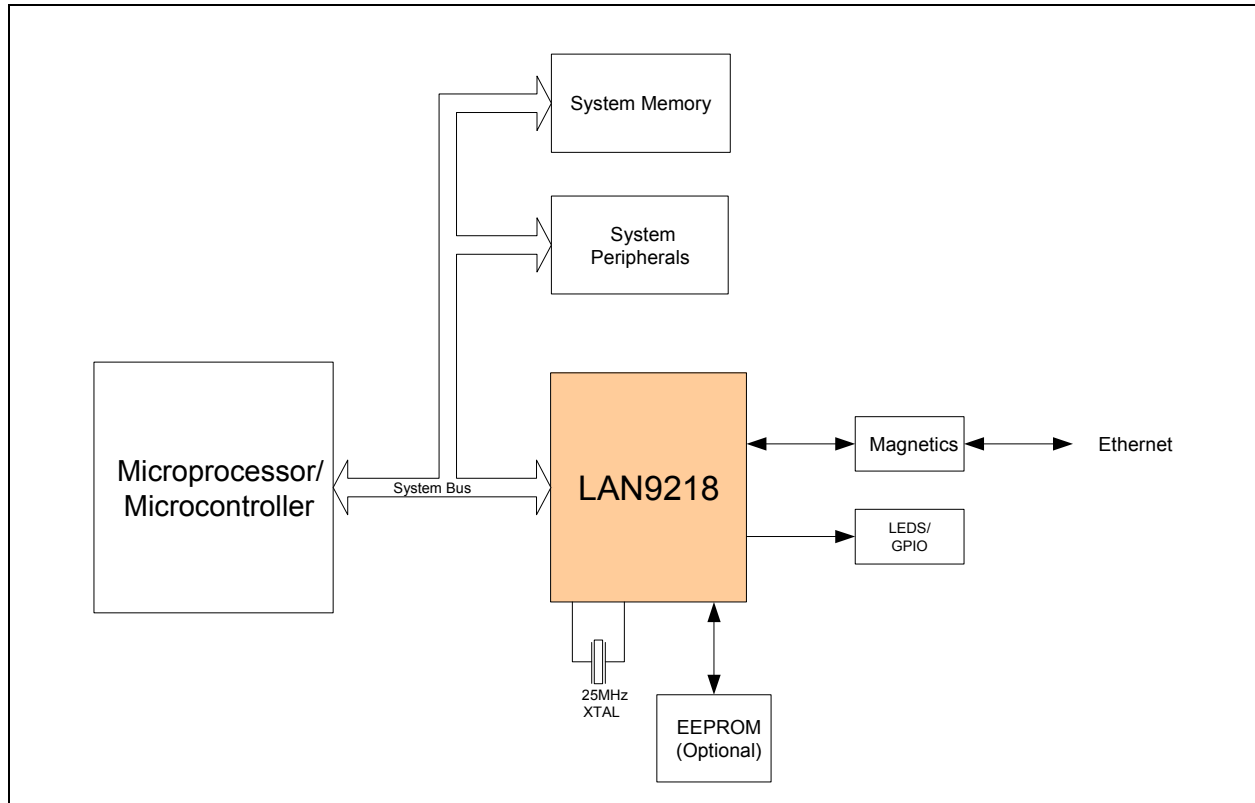 System Memory
System
Peripherals
Microprocessor/
Microcontroller
System Bus
LAN9218
Magnetics
Ethernet
LEDS/
GPIO
25MHz
XTAL
EEPROM
(Optional)